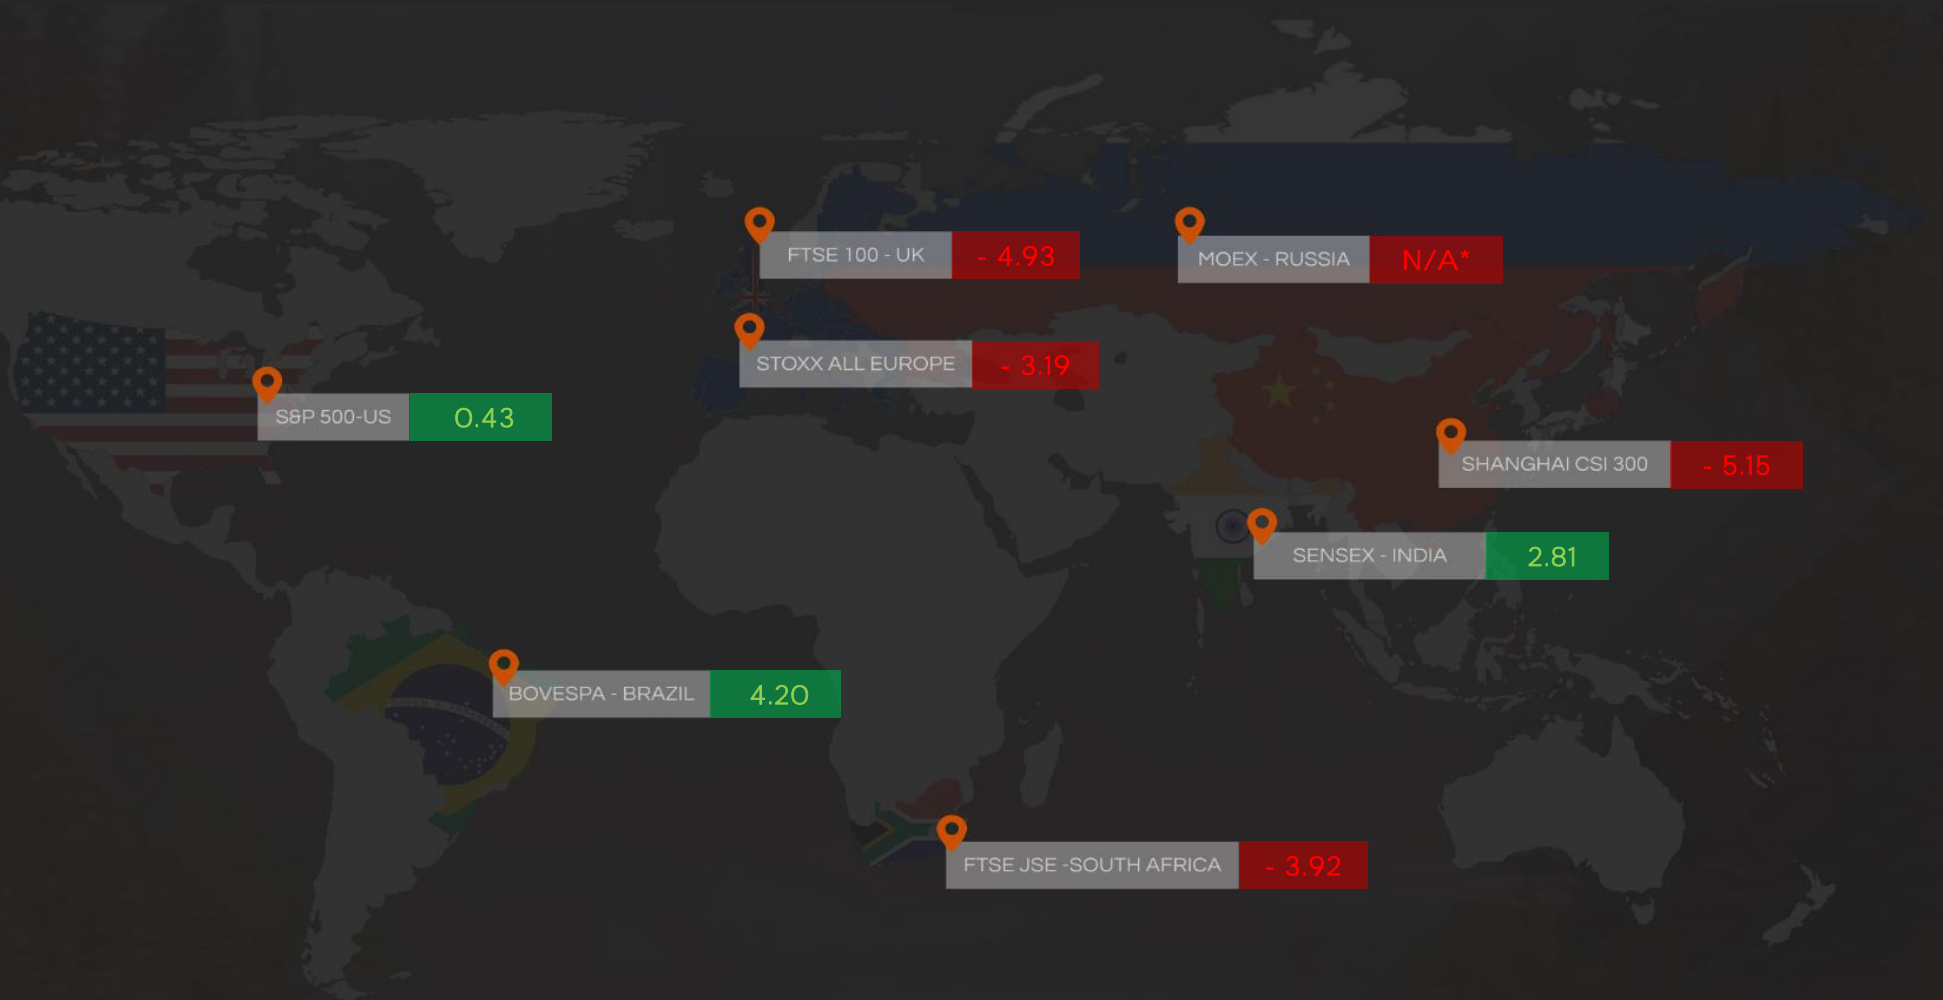 FTSE 100 - UK
- 4.93
MOEX - RUSSIA
N/A*
STOXX ALL EUROPE
- 3.19
S&P 500-US
0.43
SHANGHAI CSI 300
- 5.15
SENSEX - INDIA
2.81
BOVESPA - BRAZIL
4.20
FTSE JSE -SOUTH AFRICA
- 3.92